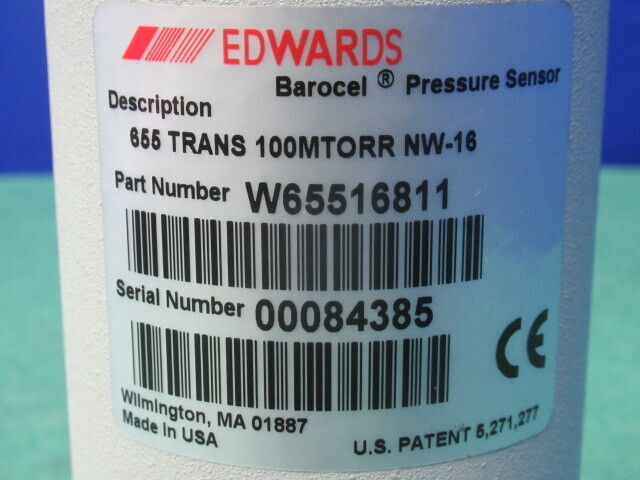 EDWARDS
Barocel ® Pressure Sensor
Description
655 TRANS 100MTORR NW-16
Part Number W65516811
Serial Number 00084385
CE
Wilmington, MA 01887
Made in USA
U.S. PATENT 5,271,277